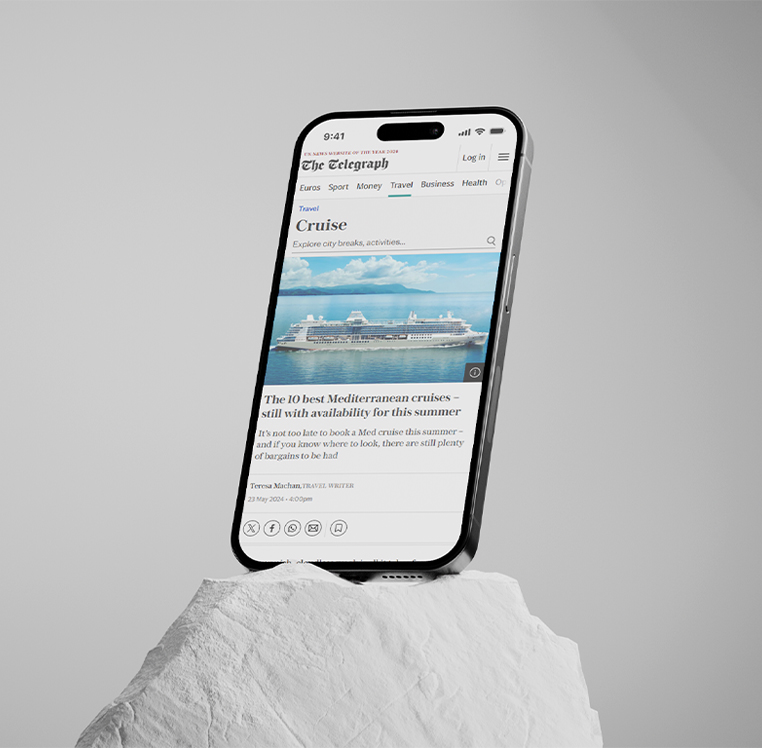 9:41
UK NEWS WEBSITE OF THE YEAR 2024
The Telegraph
Log in
Euros Sport Money Travel Business Health Op
Travel
Cruise
Explore city breaks, activities...
The 10 best Mediterranean cruises –
still with availability for this summer
It's not too late to book a Med cruise this summer –
and if you know where to look, there are still plenty
of bargains to be had
Teresa Machan, TRAVEL WRITER
23 May 2024 • 4:00pm